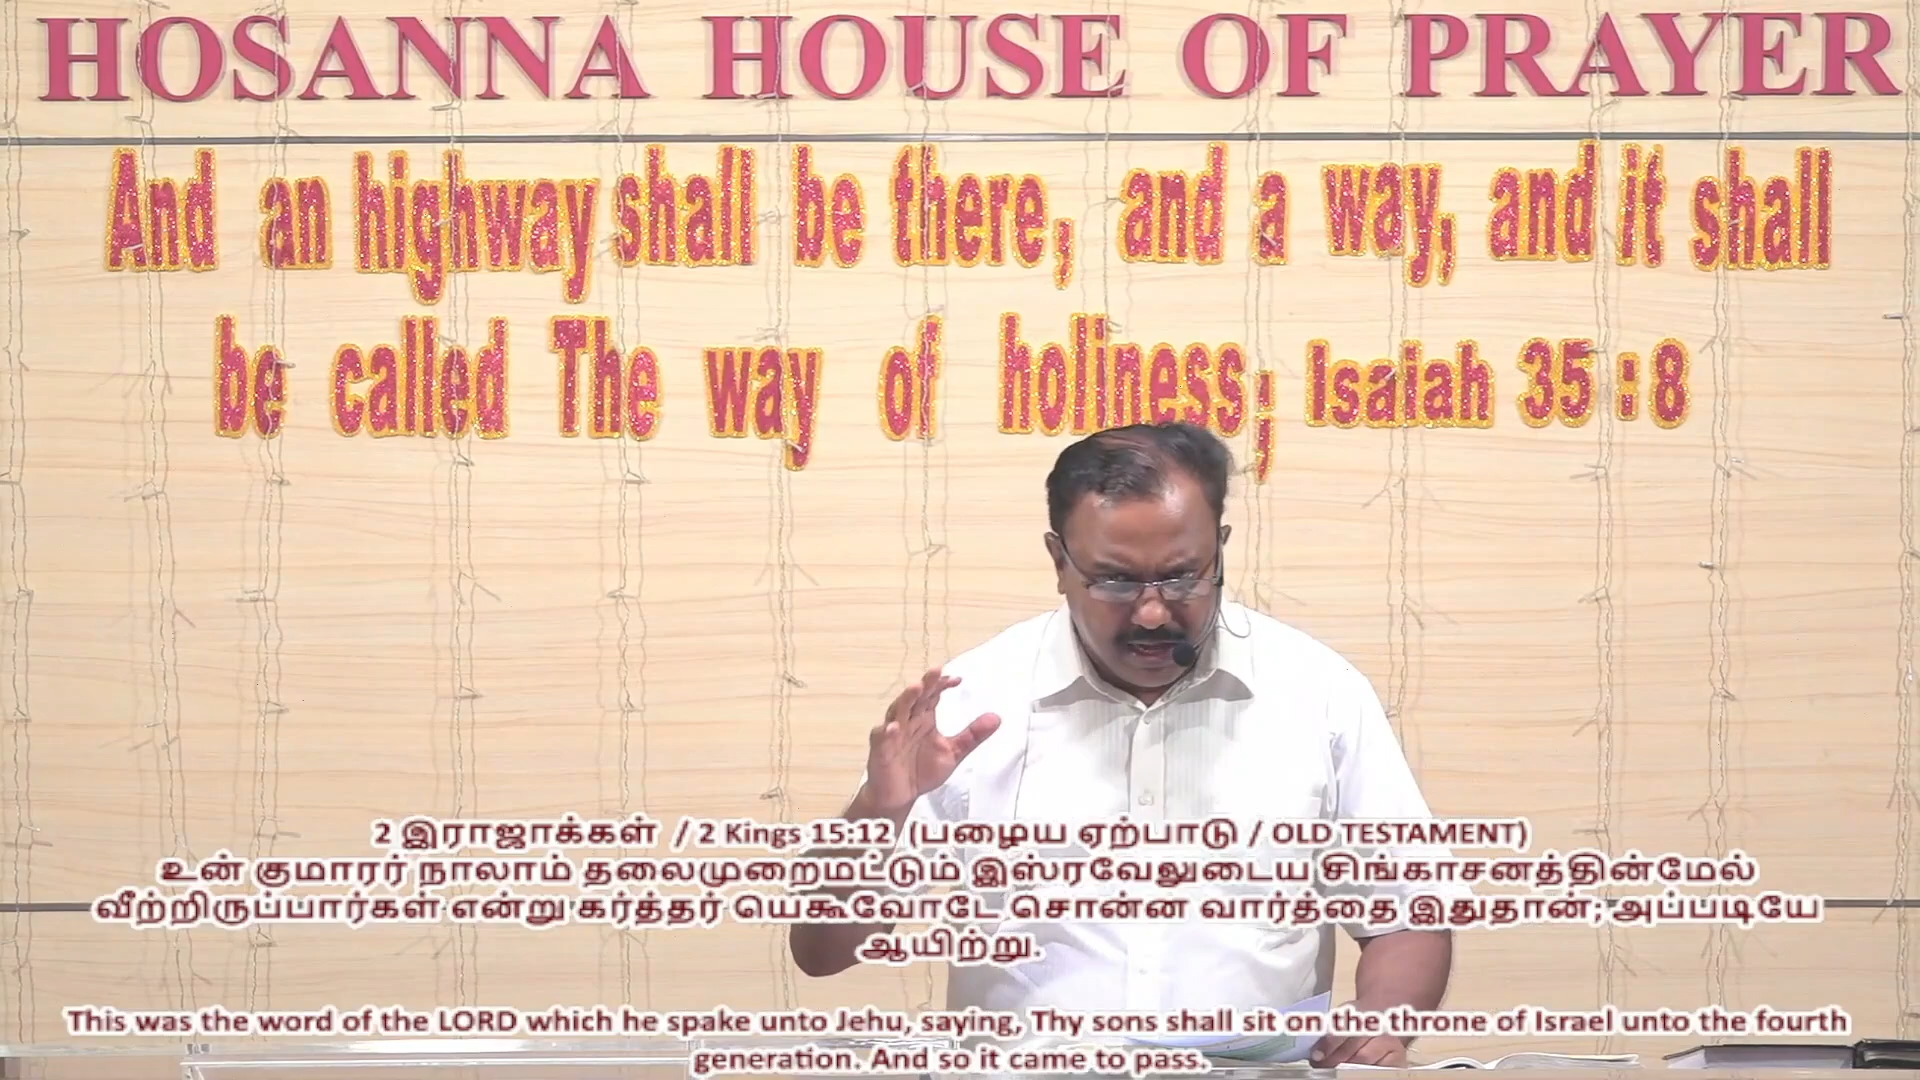 HOSANNA HOUSE OF PRAYER
And an highway shall be there, and a way, and it shall
be called The way of holiness; Isaiah 35 : 8
2 இராஜாக்கள் / 2 Kings 15:12 (பழைய ஏற்பாடு / OLD TESTAMENT)
உன் குமாரர் நாலாம் தலைமுறைமட்டும் இஸ்ரவேலுடைய சிங்காசனத்தின்மேல்
வீற்றிருப்பார்கள் என்று கர்த்தர் யெகூவோடே சொன்ன வார்த்தை இதுதான்; அப்படியே
ஆயிற்று.
This was the word of the LORD which he spake unto Jehu, saying, Thy sons shall sit on the throne of Israel unto the fourth
generation. And so it came to pass.